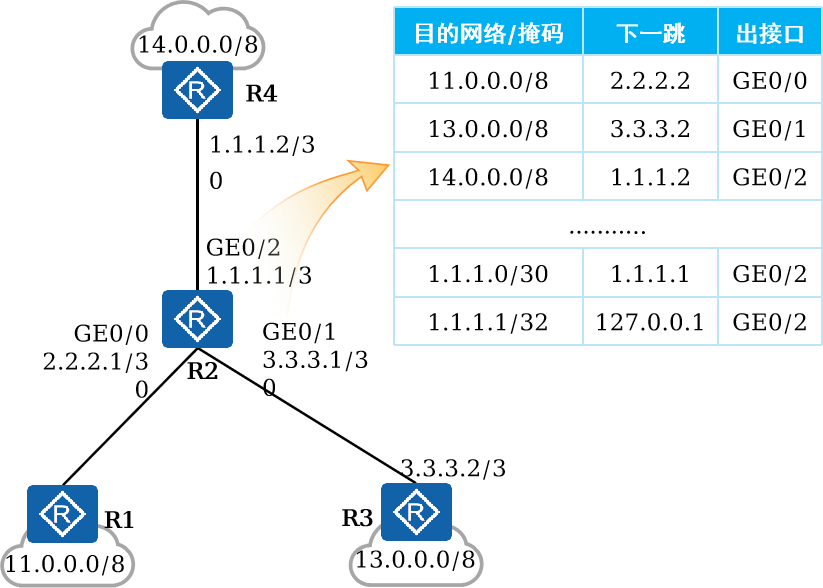 14.0.0.0/8
R
R4
1.1.1.2/3
0
GE0/2
1.1.1.1/3
R
GE0/0
2.2.2.1/3
0
R2
GE0/1
3.3.3.1/3
0
R
R1
11.0.0.0/8
3.3.3.2/3
R3
R
13.0.0.0/8
目的网络/掩码 下一跳 出接口
11.0.0.0/8 2.2.2.2 GE0/0
13.0.0.0/8 3.3.3.2 GE0/1
14.0.0.0/8 1.1.1.2 GE0/2
...........
1.1.1.0/30 1.1.1.1 GE0/2
1.1.1.1/32 127.0.0.1 GE0/2